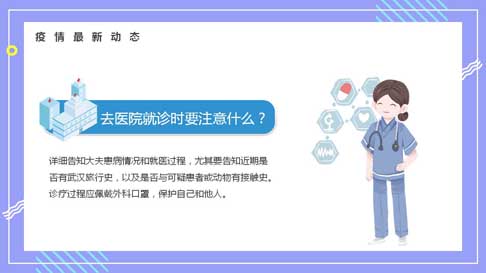 疫情最新动态
去医院就诊时要注意什么？
详细告知大夫患病情况和就医过程，尤其要告知近期是
否有武汉旅行史，以及是否与可疑患者或动物有接触史。
诊疗过程应佩戴外科口罩，保护自己和他人。